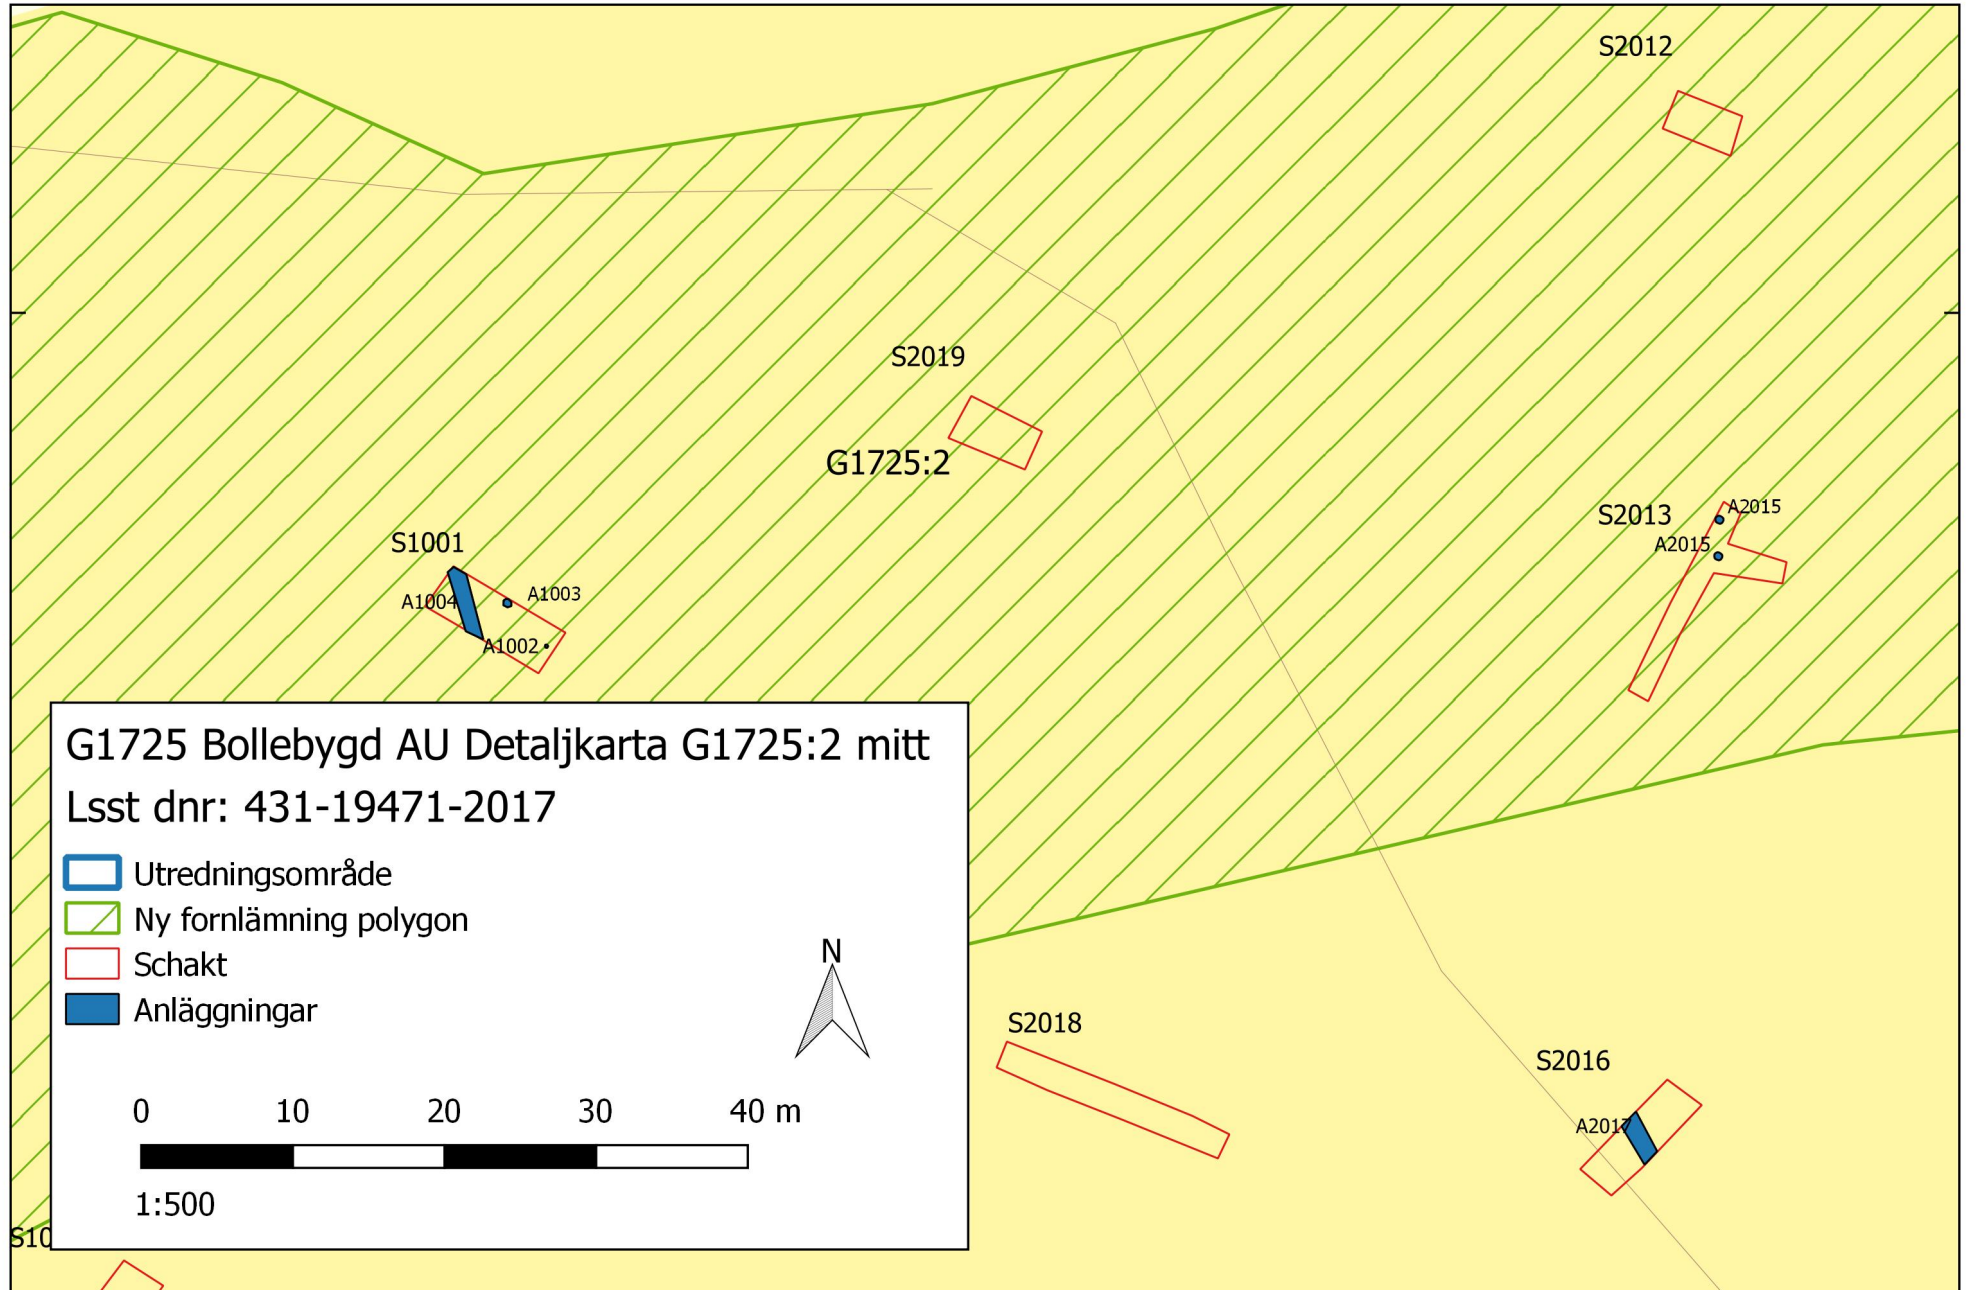 S2012
S2019
G1725:2
S2013
A2015
A2015
S1001
A1004
A1003
A1002
G1725 Bollebygd AU Detaljkarta G1725:2 mitt
Lsst dnr: 431-19471-2017
Utredningsområde
Ny fornlämning polygon
Schakt
Anläggningar
N
0 10 20 30 40 m
1:500
S2018
S2016
A2017
S10